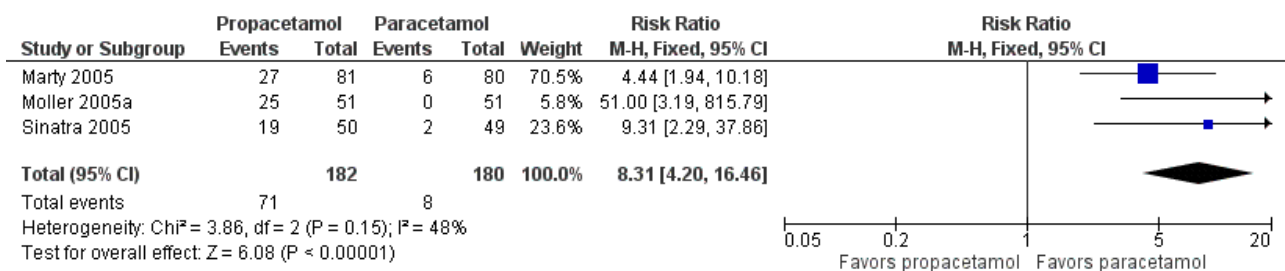 Propacetamol Paracetamol Risk Ratio Risk Ratio
Study or Subgroup Events Total Events Total Weight M-H, Fixed, 95% CI M-H, Fixed, 95% CI
Marty 2005 27 81 6 80 70.5% 4.44 [1.94, 10.18]
Moller 2005a 25 51 0 51 5.8% 51.00 [3.19, 815.79]
Sinatra 2005 19 50 2 49 23.6% 9.31 [2.29, 37.86]
Total (95% CI) 182 180 100.0% 8.31 [4.20, 16.46]
Total events 71 8
Heterogeneity: Chi² = 3.86, df = 2 (P = 0.15); I² = 48%
Test for overall effect: Z = 6.08 (P < 0.00001)
0.05 0.2 1 5 20
Favors propacetamol Favors paracetamol